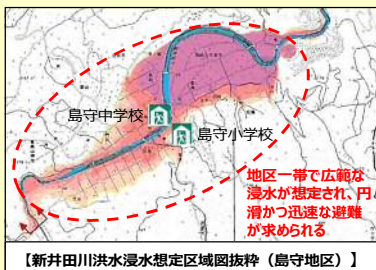 島守中学校
島守小学校
地区一帯で広範な
浸水が想定され、円
滑かつ迅速な避難
が求められる
【新井田川洪水浸水想定区域図抜粋（島守地区）】